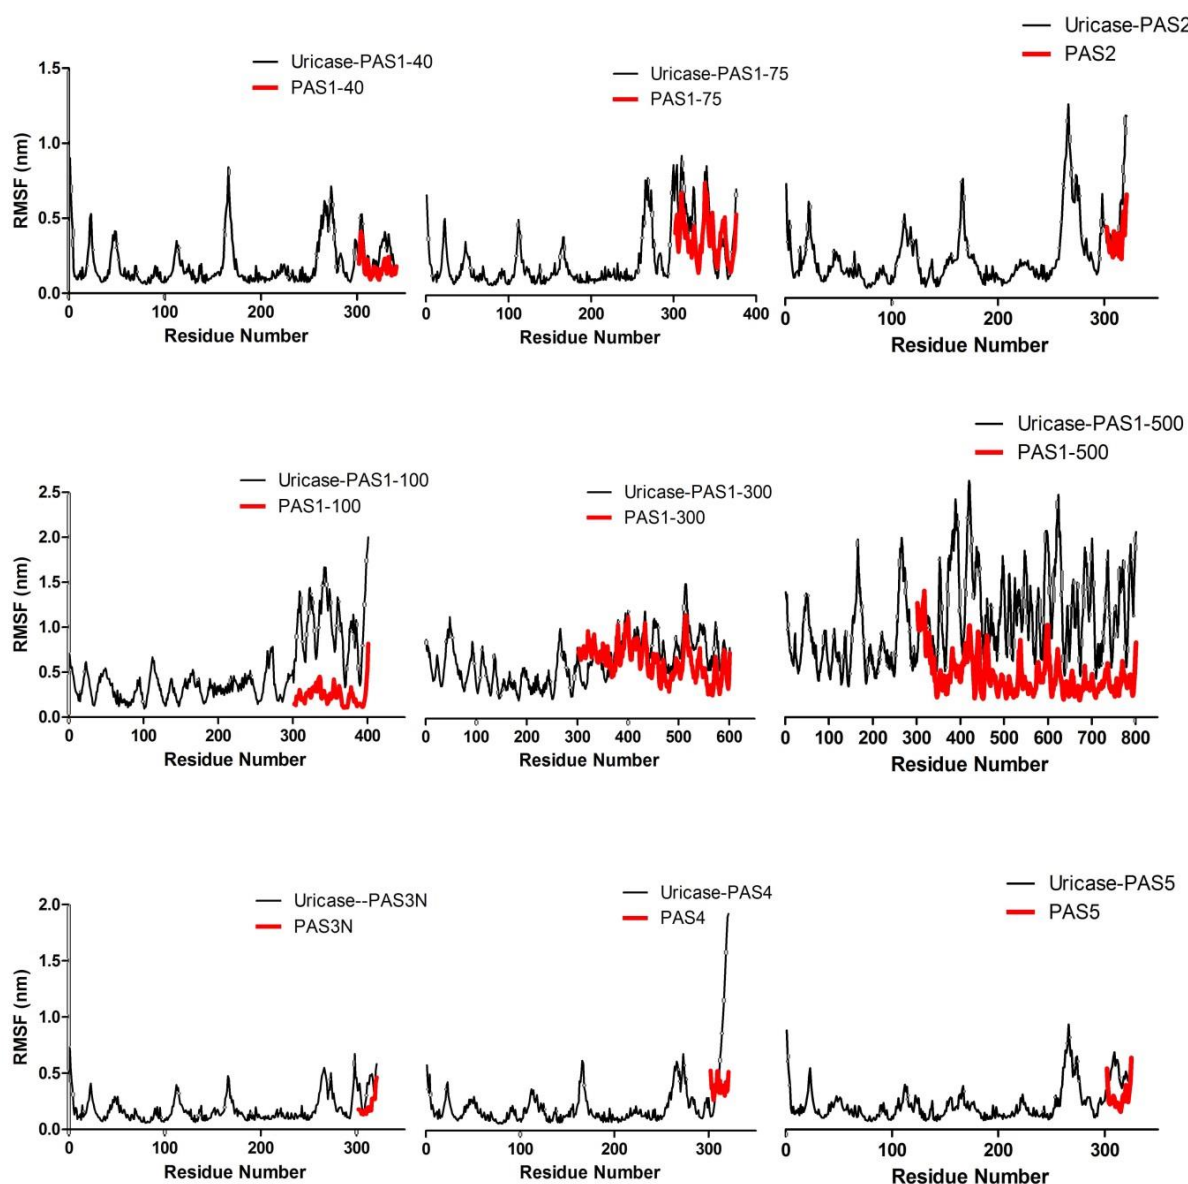 Uricase-PAS1-40
PAS1-40
1.5
1.0
0.5
0.0
RMSF (nm)
0 100 200 300
Residue Number
Uricase-PAS1-75
PAS1-75
0 100 200 300 400
Residue Number
Uricase-PAS2
PAS2
0 100 200 300
Residue Number
Uricase-PAS1-100
PAS1-100
2.5
2.0
1.5
1.0
0.5
0.0
RMSF (nm)
0 100 200 300 400
Residue Number
Uricase-PAS1-300
PAS1-300
0 100 200 300 400 500 600
Residue Number
Uricase-PAS1-500
PAS1-500
0 100 200 300 400 500 600 700 800
Residue Number
Uricase--PAS3N
PAS3N
2.0
1.5
1.0
0.5
0.0
RMSF (nm)
0 100 200 300
Residue Number
Uricase-PAS4
PAS4
0 100 200 300
Residue Number
Uricase-PAS5
PAS5
0 100 200 300
Residue Number